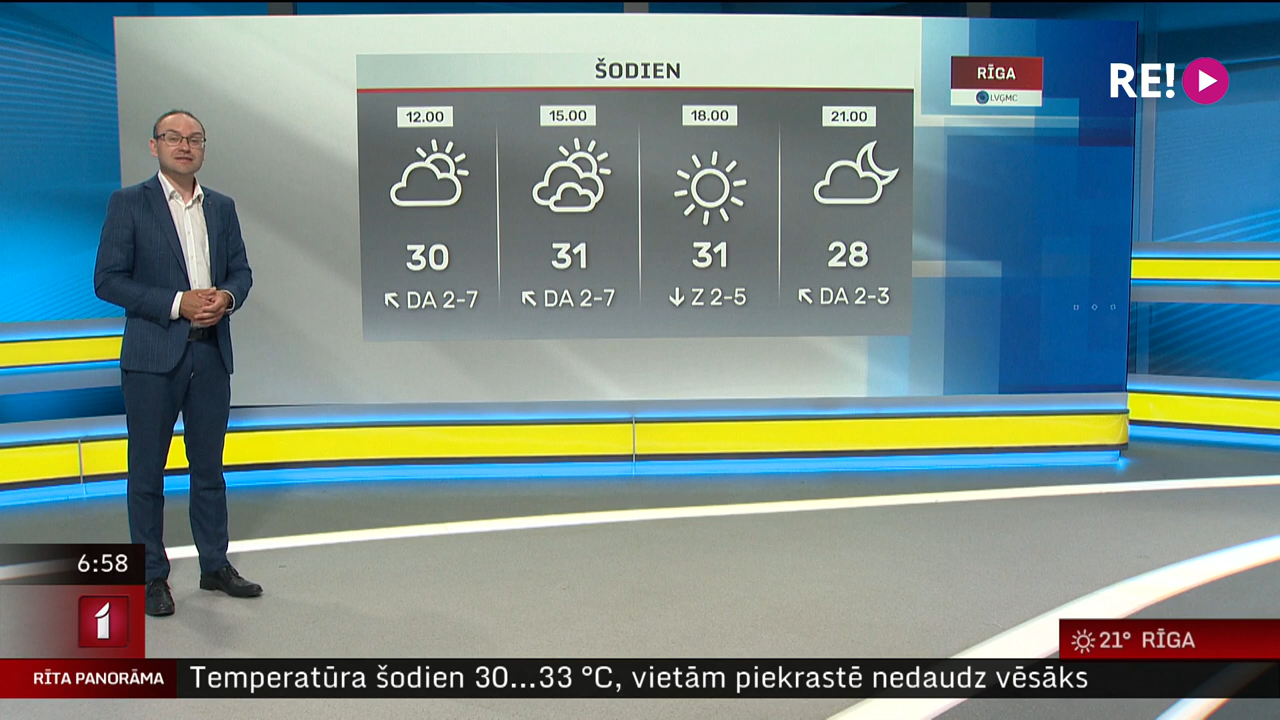 ŠODIEN
RĪGA
LVĢMC
RE!
12.00
15.00
18.00
21.00
30
31
31
28
DA 2-7
DA 2-7
Z 2-5
DA 2-3
6:58
1
21° RĪGA
RĪTA PANORĀMA
Temperatūra šodien 30...33 °C, vietām piekrastē nedaudz vēsāks